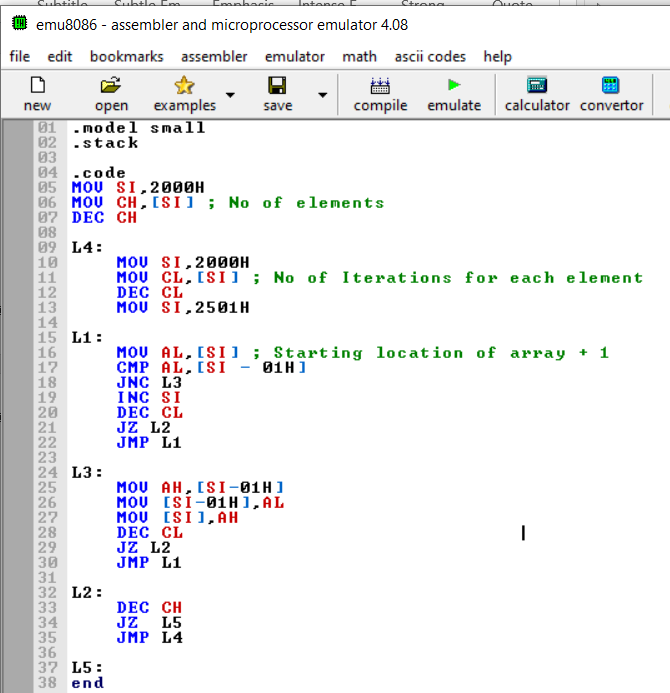 emu8086 - assembler and microprocessor emulator 4.08
file edit bookmarks assembler emulator math ascii codes help
new open examples save compile emulate calculator convertor
01 .model small
02 .stack
03
04 .code
05 MOV SI,2000H
06 MOV CH,[SI] ; No of elements
07 DEC CH
08
09 L4:
10 MOV SI,2000H
11 MOV CL,[SI] ; No of Iterations for each element
12 DEC CL
13 MOV SI,2501H
14
15 L1:
16 MOV AL,[SI] ; Starting location of array + 1
17 CMP AL,[SI - 01H]
18 JNC L3
19 INC SI
20 DEC CL
21 JZ L2
22 JMP L1
23
24 L3:
25 MOV AH,[SI-01H]
26 MOV [SI-01H],AL
27 MOV [SI],AH
28 DEC CL
29 JZ L2
30 JMP L1
31
32 L2:
33 DEC CH
34 JZ L5
35 JMP L4
36
37 L5:
38 end